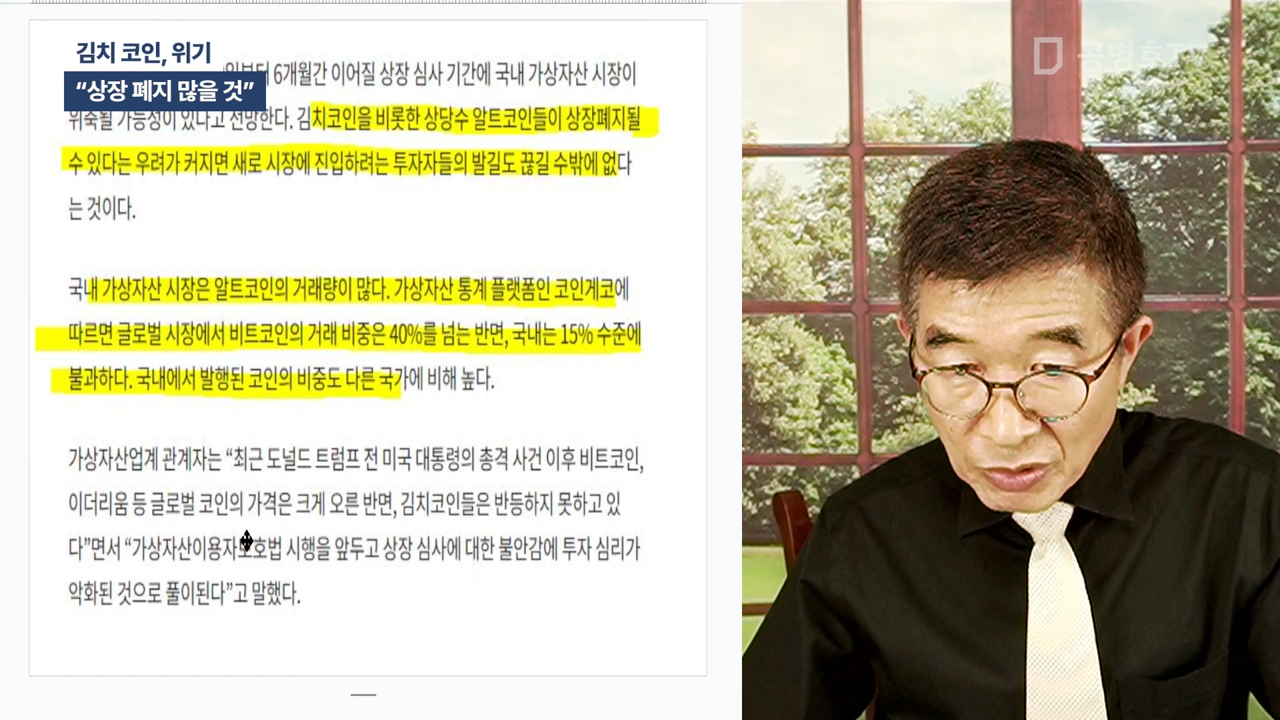 김치 코인, 위기
“상장 폐지 많을 것”
6개월간 이어질 상장 심사 기간에 국내 가상자산 시장이
위축될 가능성이 있다고 전망한다. 김치코인을 비롯한 상당수 알트코인들이 상장폐지될
수 있다는 우려가 커지면 새로 시장에 진입하려는 투자자들의 발길도 끊길 수밖에 없다
는 것이다.
국내 가상자산 시장은 알트코인의 거래량이 많다. 가상자산 통계 플랫폼인 코인게코에
따르면 글로벌 시장에서 비트코인의 거래 비중은 40%를 넘는 반면, 국내는 15% 수준에
불과하다. 국내에서 발행된 코인의 비중도 다른 국가에 비해 높다.
가상자산업계 관계자는 “최근 도널드 트럼프 전 미국 대통령의 총격 사건 이후 비트코인,
이더리움 등 글로벌 코인의 가격은 크게 오른 반면, 김치코인들은 반등하지 못하고 있
다”면서 “가상자산이용자보호법 시행을 앞두고 상장 심사에 대한 불안감에 투자 심리가
악화된 것으로 풀이된다”고 말했다.
공병호